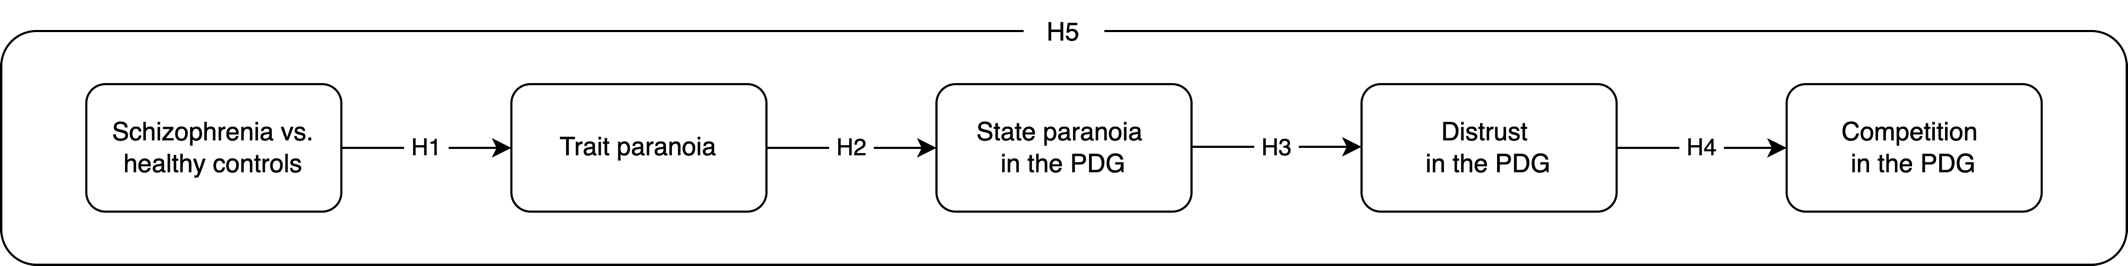 H5
Schizophrenia vs.
healthy controls
H1
Trait paranoia
H2
State paranoia
in the PDG
H3
Distrust
in the PDG
H4
Competition
in the PDG